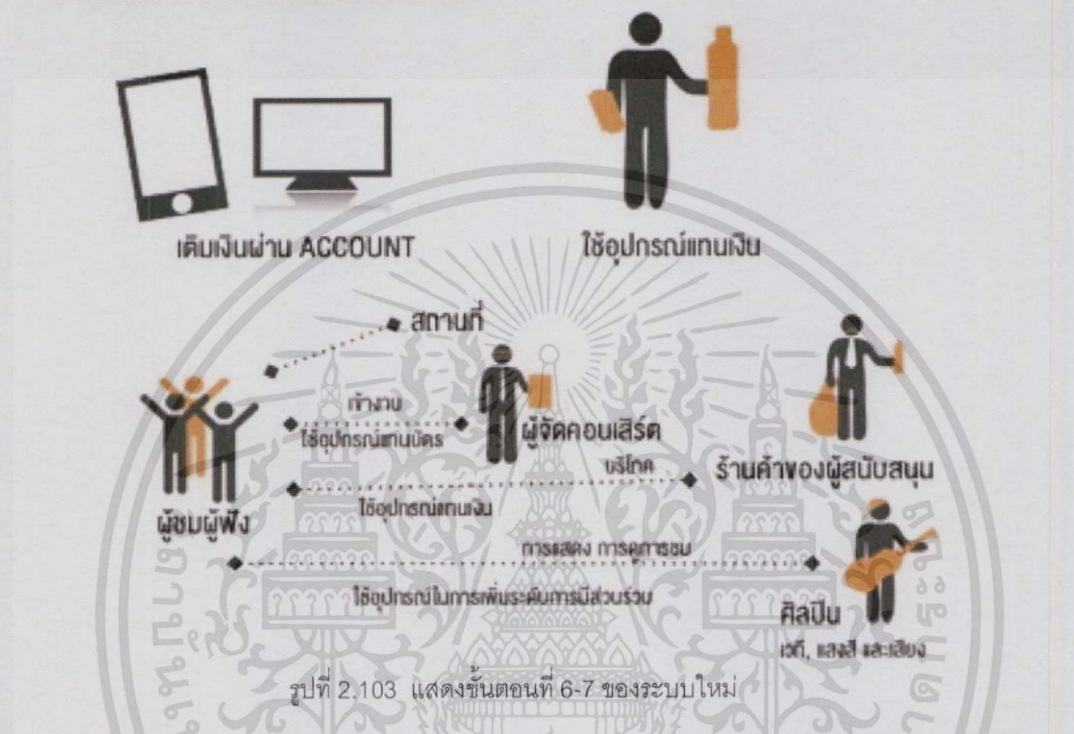 เติมเงินผ่าน ACCOUNT
ใช้อุปกรณ์แทนเงิน
สถานที่
เข้างาน
ใช้อุปกรณ์แทนบัตร
ผู้จัดคอนเสิร์ต
บริโภค
ร้านค้าของผู้สนับสนุน
ผู้ชมผู้ฟัง
ใช้อุปกรณ์แทนเงิน
การแสดง การดูการชม
ใช้อุปกรณ์ในการเพิ่มระดับการมีส่วนร่วม
ศิลปิน
เวที, แสงสี และเสียง
รูปที่ 2.103 แสดงขั้นตอนที่ 6-7 ของระบบใหม่